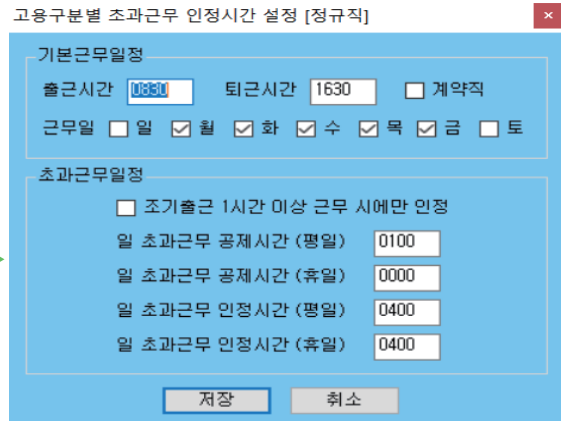 고용구분별 초과근무 인정시간 설정 [정규직]
기본근무일정
출근시간 0830 퇴근시간 1630 계약직
근무일 일 월 화 수 목 금 토
초과근무일정
조기출근 1시간 이상 근무 시에만 인정
일 초과근무 공제시간 (평일) 0100
일 초과근무 공제시간 (휴일) 0000
일 초과근무 인정시간 (평일) 0400
일 초과근무 인정시간 (휴일) 0400
저장 취소